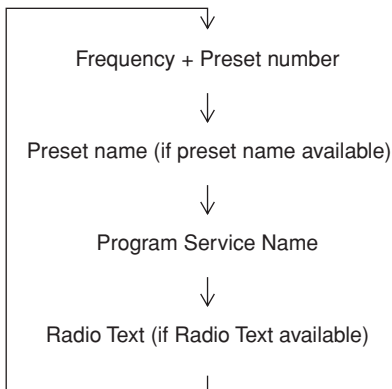 Frequency + Preset number
Preset name (if preset name available)
Program Service Name
Radio Text (if Radio Text available)